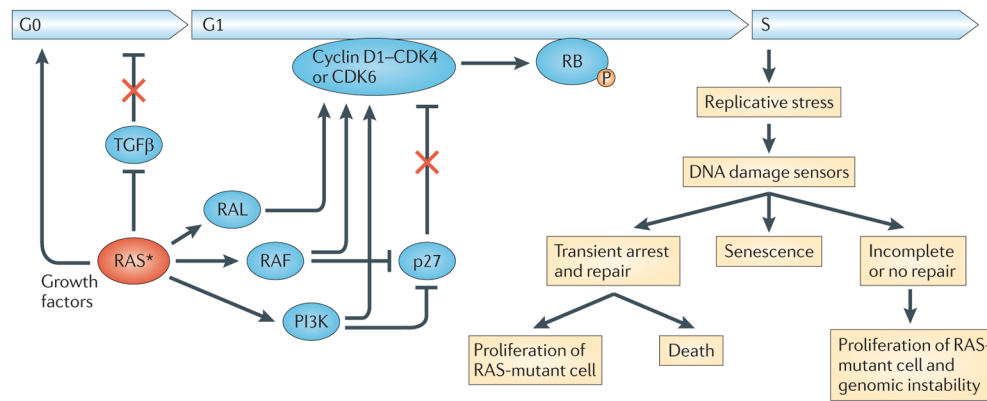 G0
G1
S
Cyclin D1–CDK4
or CDK6
RB
P
TGFβ
Replicative stress
DNA damage sensors
RAL
RAS*
RAF
p27
Growth
factors
PI3K
Transient arrest
and repair
Senescence
Incomplete
or no repair
Proliferation of
RAS-mutant cell
Death
Proliferation of RAS-
mutant cell and
genomic instability